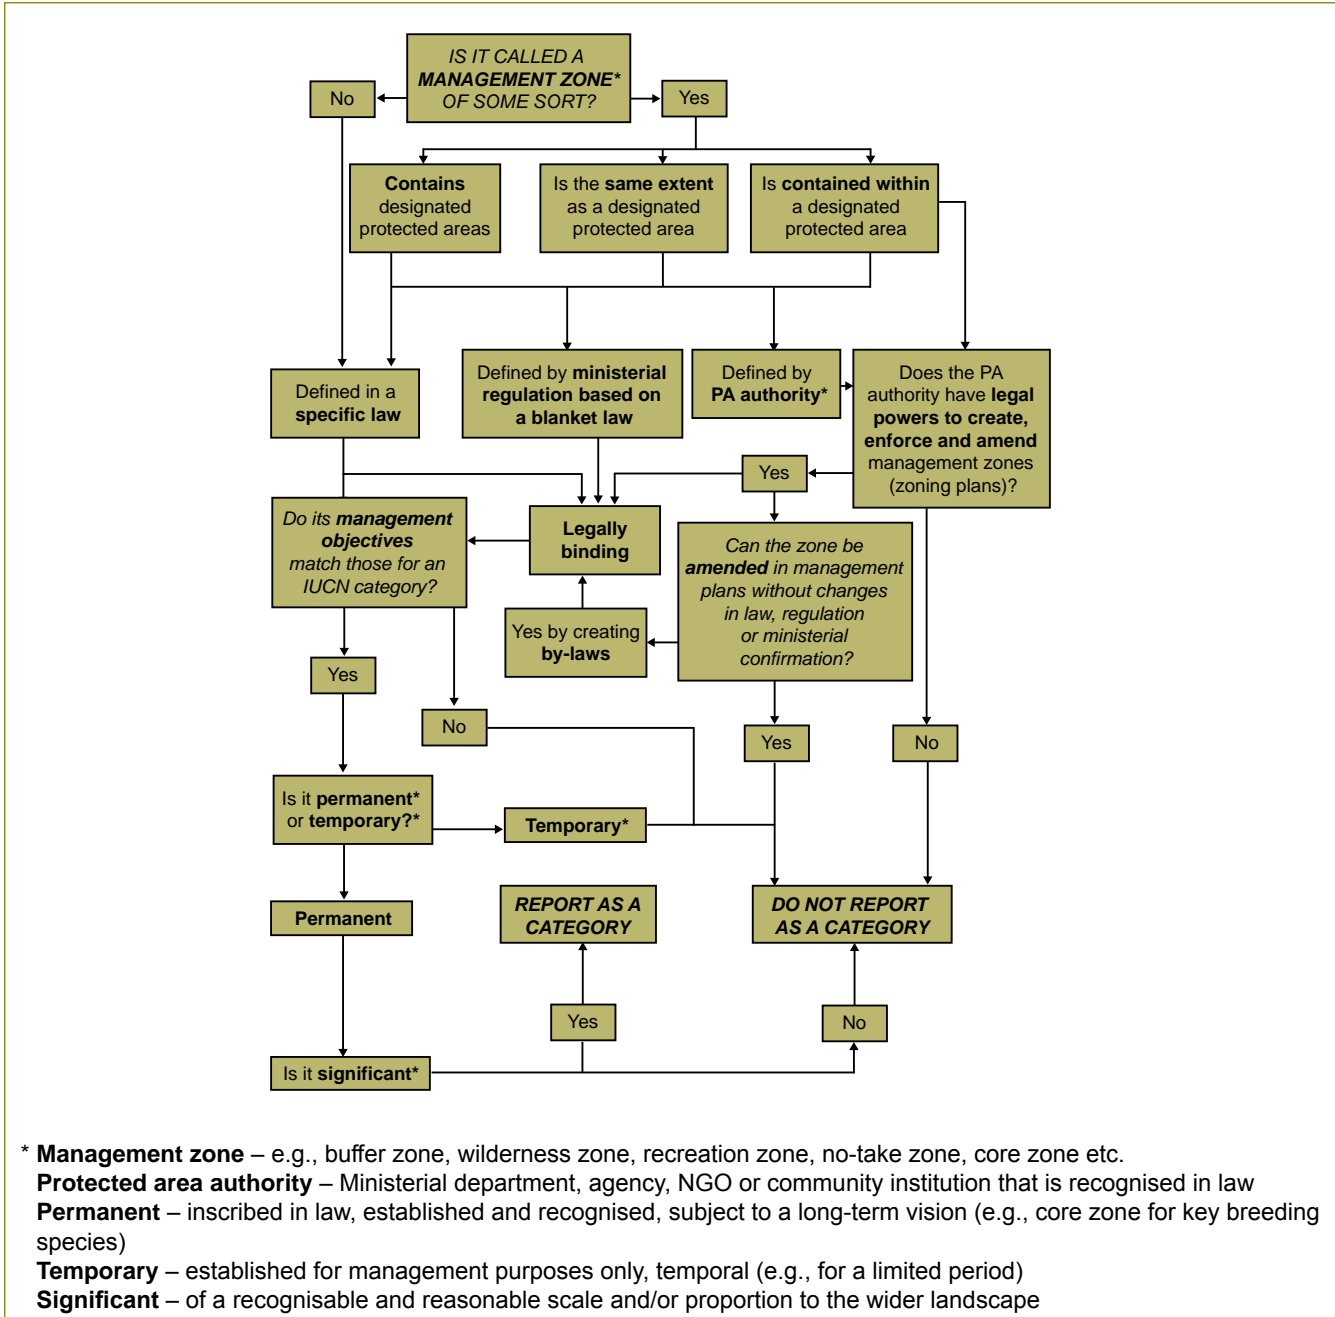 IS IT CALLED A
MANAGEMENT ZONE*
OF SOME SORT?
No
Yes
Contains
designated
protected areas
Is the same extent
as a designated
protected area
Is contained within
a designated
protected area
Defined in a
specific law
Defined by ministerial
regulation based on
a blanket law
Defined by
PA authority*
Does the PA
authority have legal
powers to create,
enforce and amend
management zones
(zoning plans)?
Yes
Do its management
objectives
match those for an
IUCN category?
Legally
binding
Can the zone be
amended in management
plans without changes
in law, regulation
or ministerial
confirmation?
Yes by creating
by-laws
Yes
No
Yes
No
Is it permanent*
or temporary?*
Temporary*
Permanent
REPORT AS A
CATEGORY
DO NOT REPORT
AS A CATEGORY
Yes
No
Is it significant*
* Management zone – e.g., buffer zone, wilderness zone, recreation zone, no-take zone, core zone etc.
Protected area authority – Ministerial department, agency, NGO or community institution that is recognised in law
Permanent – inscribed in law, established and recognised, subject to a long-term vision (e.g., core zone for key breeding
species)
Temporary – established for management purposes only, temporal (e.g., for a limited period)
Significant – of a recognisable and reasonable scale and/or proportion to the wider landscape